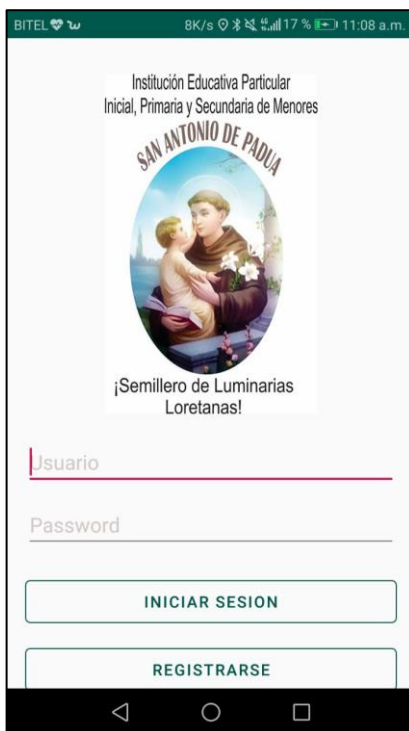 BITEL 8K/s 17 % 11:08 a.m.
Institución Educativa Particular
Inicial, Primaria y Secundaria de Menores
SAN ANTONIO DE PADUA
¡Semillero de Luminarias
Loretanas!
Usuario
Password
INICIAR SESION
REGISTRARSE